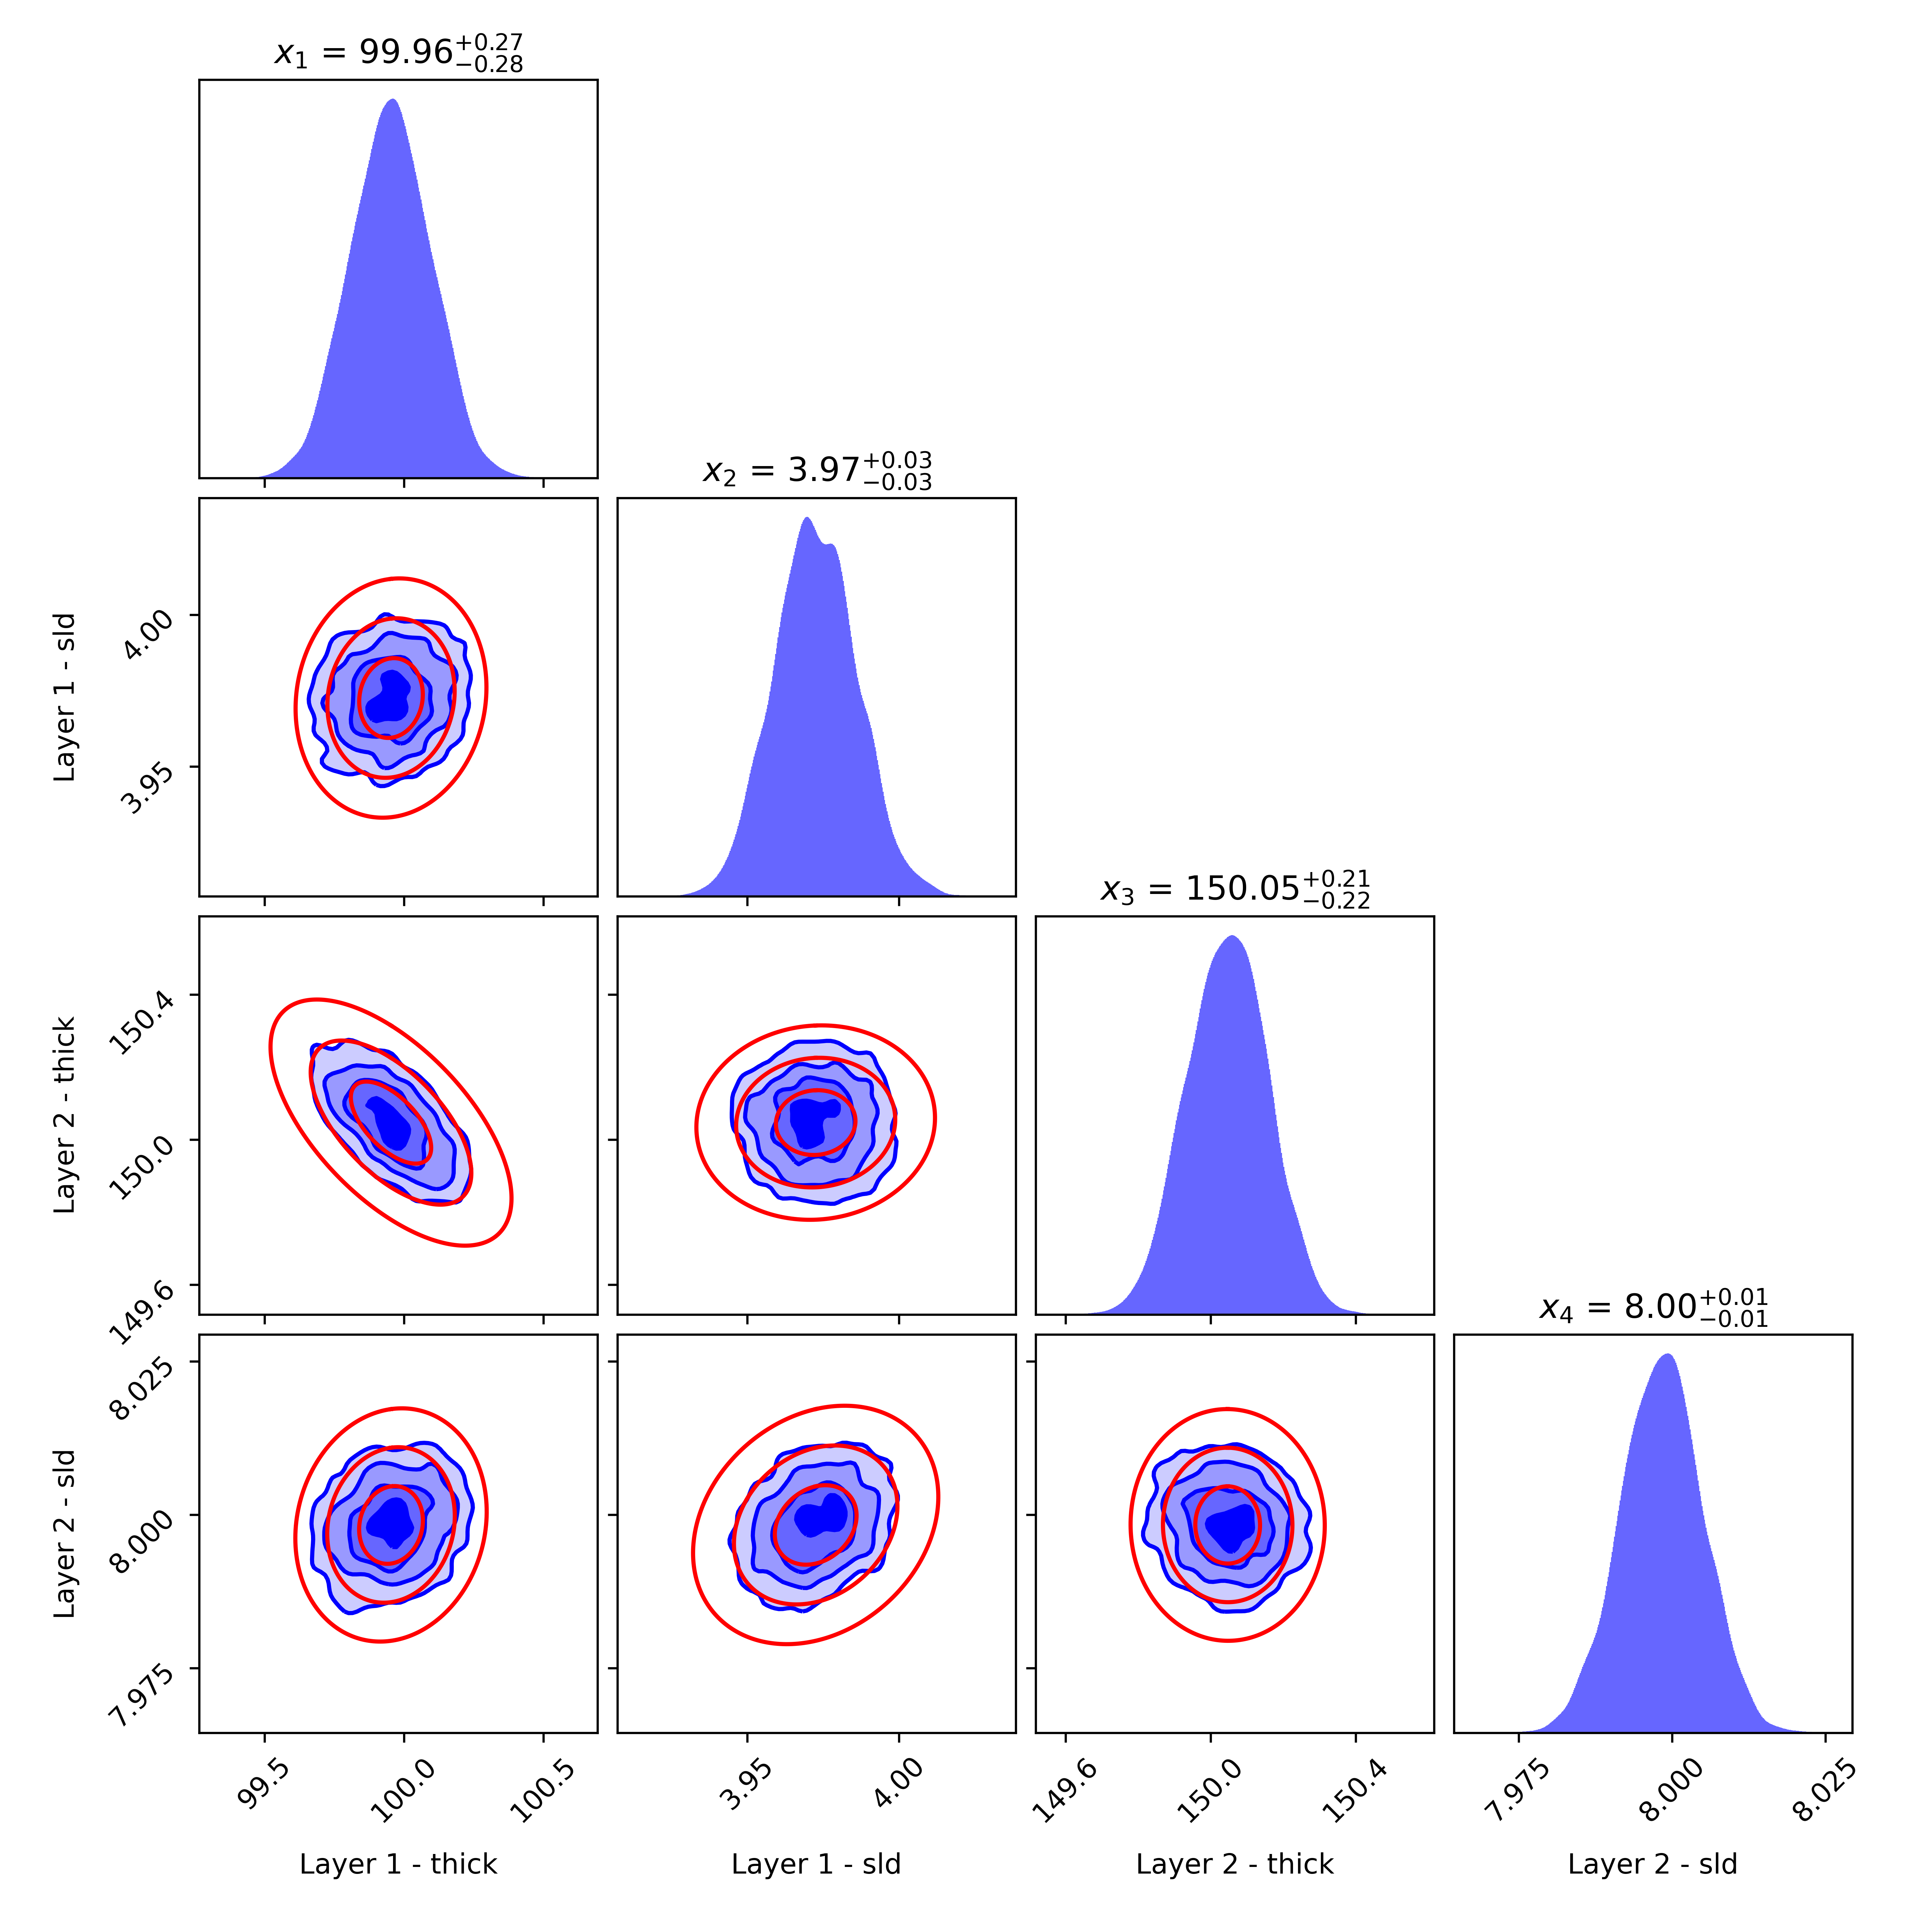 x₁ = 99.96 +0.27 −0.28
x₂ = 3.97 +0.03 −0.03
4.00
3.95
Layer 1 - sld
x₃ = 150.05 +0.21 −0.22
150.4
150.0
149.6
Layer 2 - thick
x₄ = 8.00 +0.01 −0.01
8.025
8.000
7.975
Layer 2 - sld
99.5 100.0 100.5 3.95 4.00 149.6 150.0 150.4 7.975 8.000 8.025
Layer 1 - thick Layer 1 - sld Layer 2 - thick Layer 2 - sld